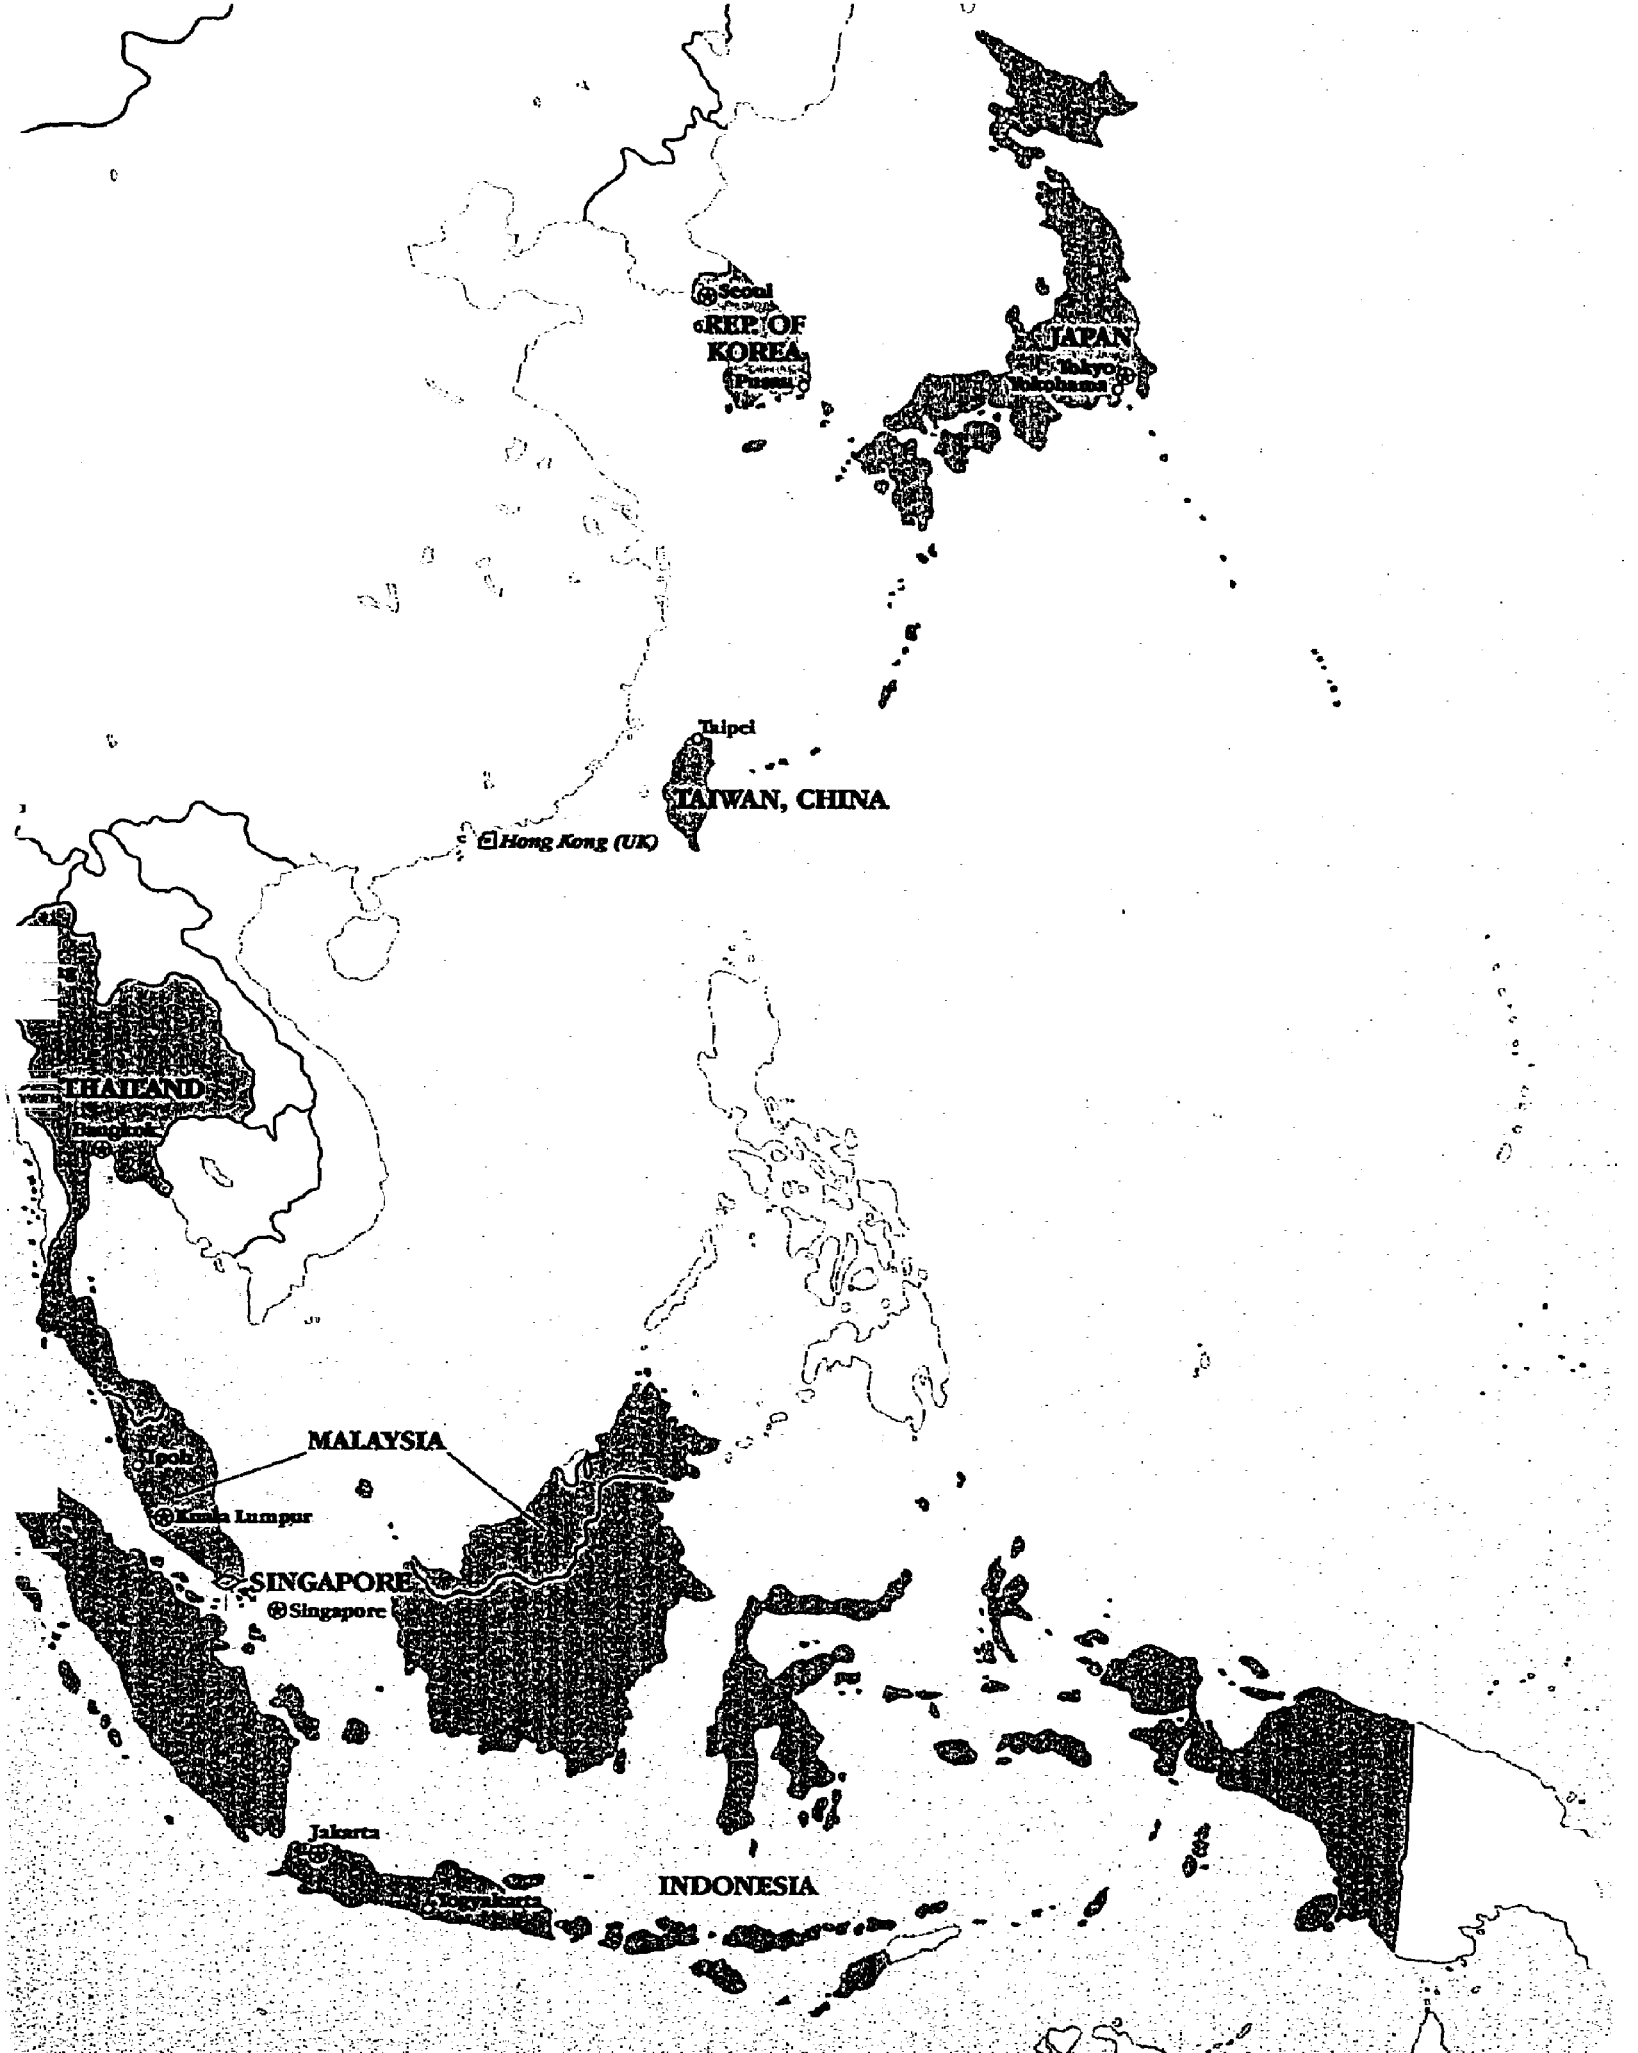 Seoul
REP. OF
KOREA
Pusan
JAPAN
Tokyo
Yokohama
Taipei
TAIWAN, CHINA
Hong Kong (UK)
THAILAND
Bangkok
MALAYSIA
Ipoh
Kuala Lumpur
SINGAPORE
Singapore
Jakarta
INDONESIA
Yogyakarta